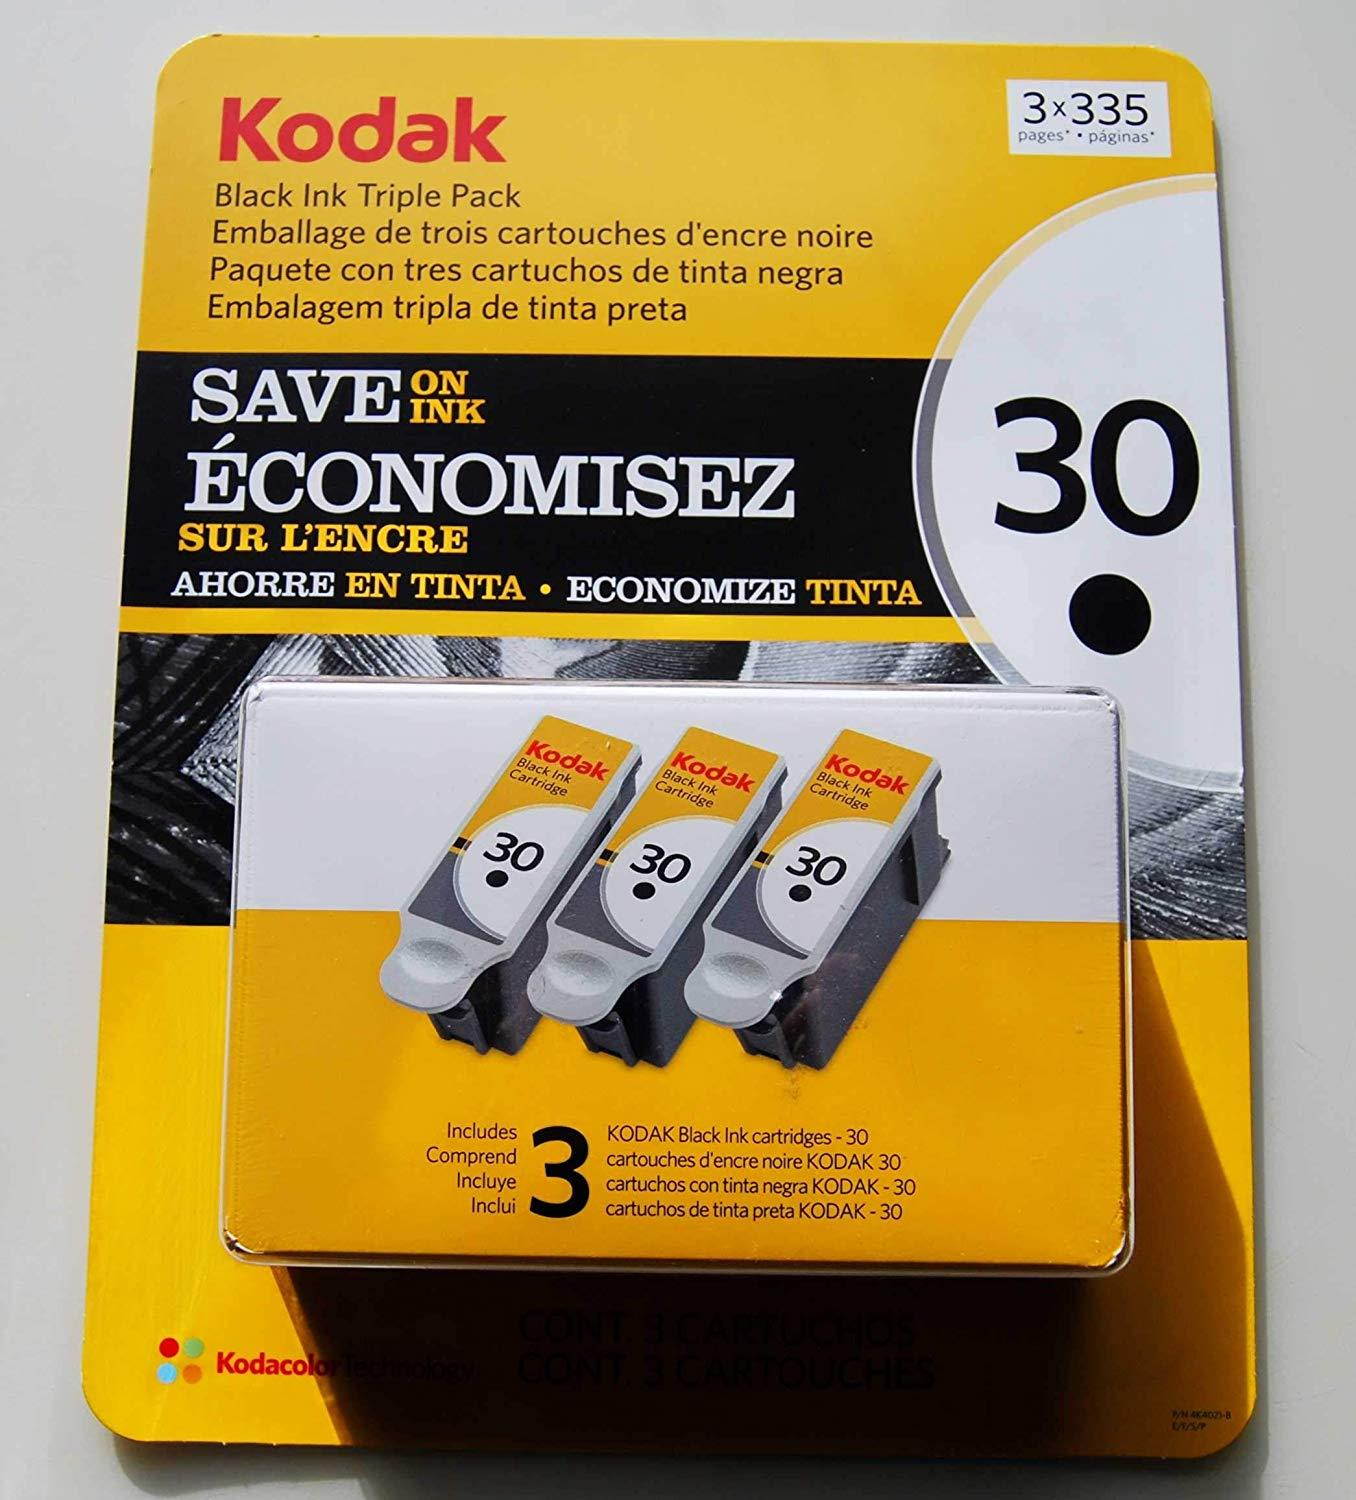 Kodak
3x335
pages* • páginas*
Black Ink Triple Pack
Emballage de trois cartouches d'encre noire
Paquete con tres cartuchos de tinta negra
Embalagem tripla de tinta preta
SAVE ON INK
ÉCONOMISEZ
SUR L'ENCRE
AHORRE EN TINTA • ECONOMIZE TINTA
30
Kodak
Black Ink
Cartridge
30
Kodak
Black Ink
Cartridge
30
Kodak
Black Ink
Cartridge
30
Includes
Comprend
Incluye
Inclui
3
KODAK Black Ink cartridges - 30
cartouches d'encre noire KODAK 30
cartuchos con tinta negra KODAK - 30
cartuchos de tinta preta KODAK - 30
CONT. 3 CARTUCHOS
CONT. 3 CARTOUCHES
Kodacolor Technology
P/N 4K4021-B
E/F/S/P